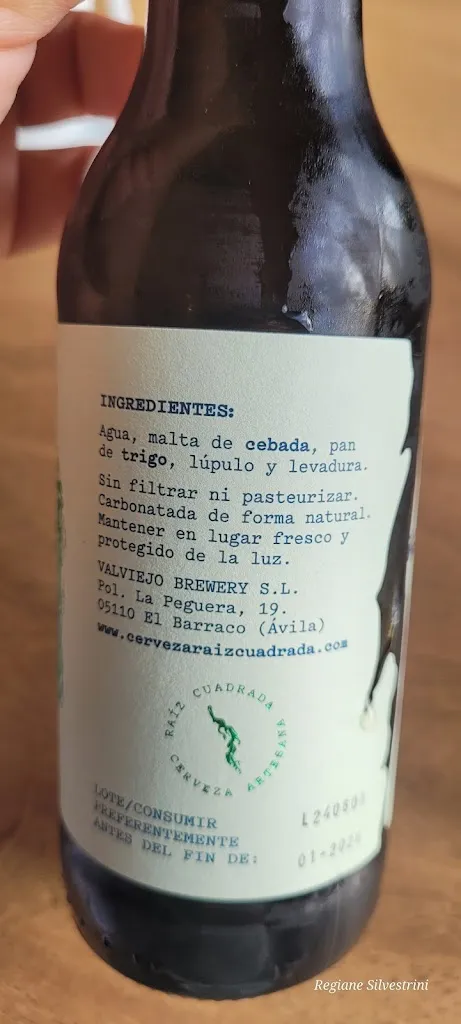 INGREDIENTES:
Agua, malta de cebada, pan
de trigo, lúpulo y levadura.
Sin filtrar ni pasteurizar.
Carbonatada de forma natural.
Mantener en lugar fresco y
protegido de la luz.
VALVIEJO BREWERY S.L.
Pol. La Peguera, 19.
05110 El Barraco (Ávila)
www.cervezaraizcuadrada.com
RAÍZ CUADRADA
CERVEZA ARTESANA
LOTE/CONSUMIR
PREFERENTEMENTE
ANTES DEL FIN DE:
Regiane Silvestrini